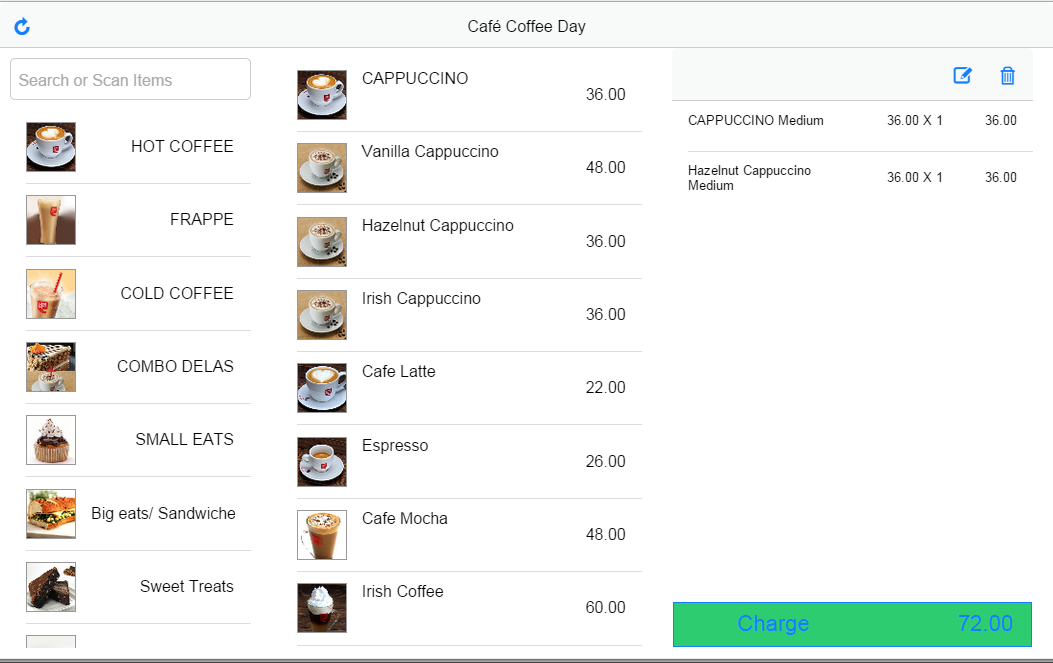 Café Coffee Day
Search or Scan Items
HOT COFFEE
FRAPPE
COLD COFFEE
COMBO DELAS
SMALL EATS
Big eats/ Sandwiche
Sweet Treats
CAPPUCCINO
36.00
Vanilla Cappuccino
48.00
Hazelnut Cappuccino
36.00
Irish Cappuccino
36.00
Cafe Latte
22.00
Espresso
26.00
Cafe Mocha
48.00
Irish Coffee
60.00
CAPPUCCINO Medium 36.00 X 1 36.00
Hazelnut Cappuccino
Medium 36.00 X 1 36.00
Charge 72.00